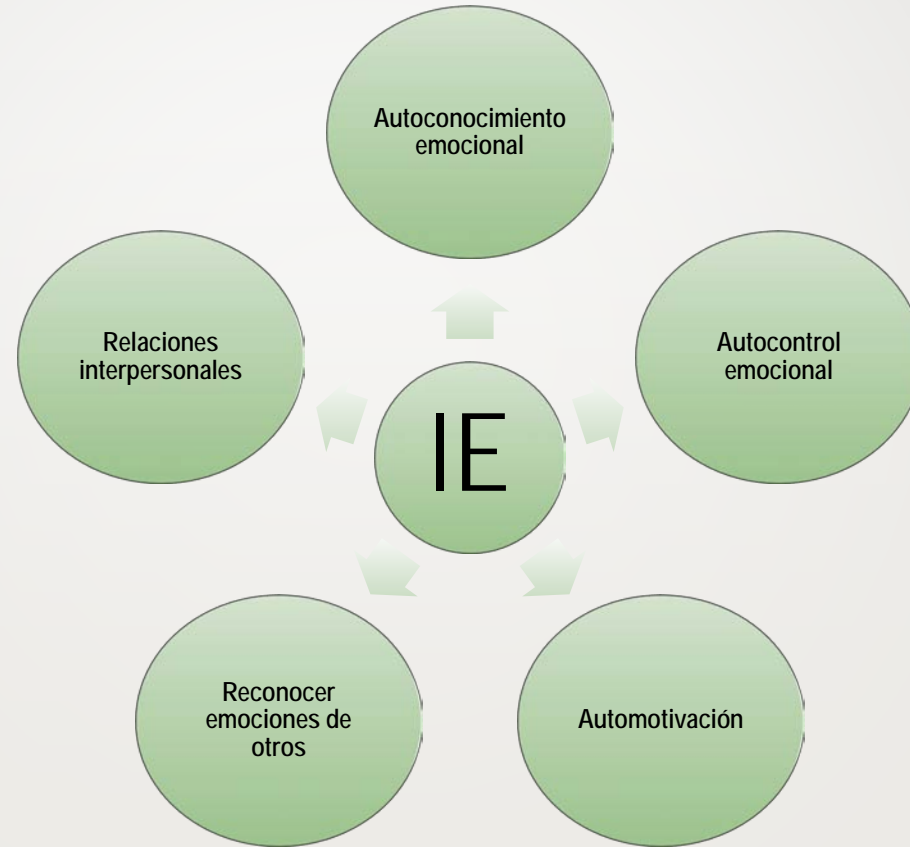 Autoconocimiento
emocional
Relaciones
interpersonales
Autocontrol
emocional
IE
Reconocer
emociones de
otros
Automotivación